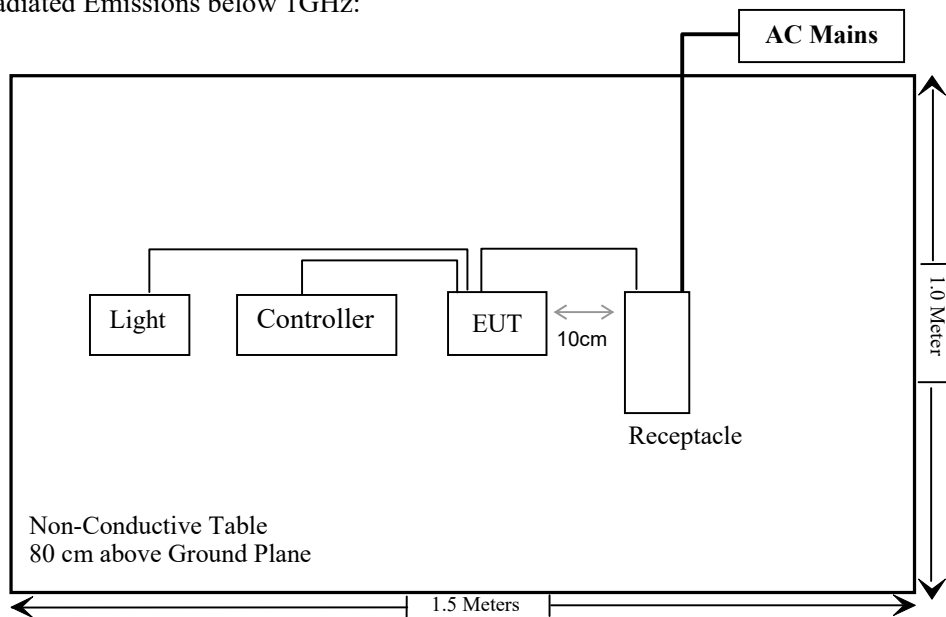 adiated Emissions below 1GHz:
AC Mains
Light
Controller
EUT
10cm
Receptacle
1.0 Meter
Non-Conductive Table
80 cm above Ground Plane
1.5 Meters